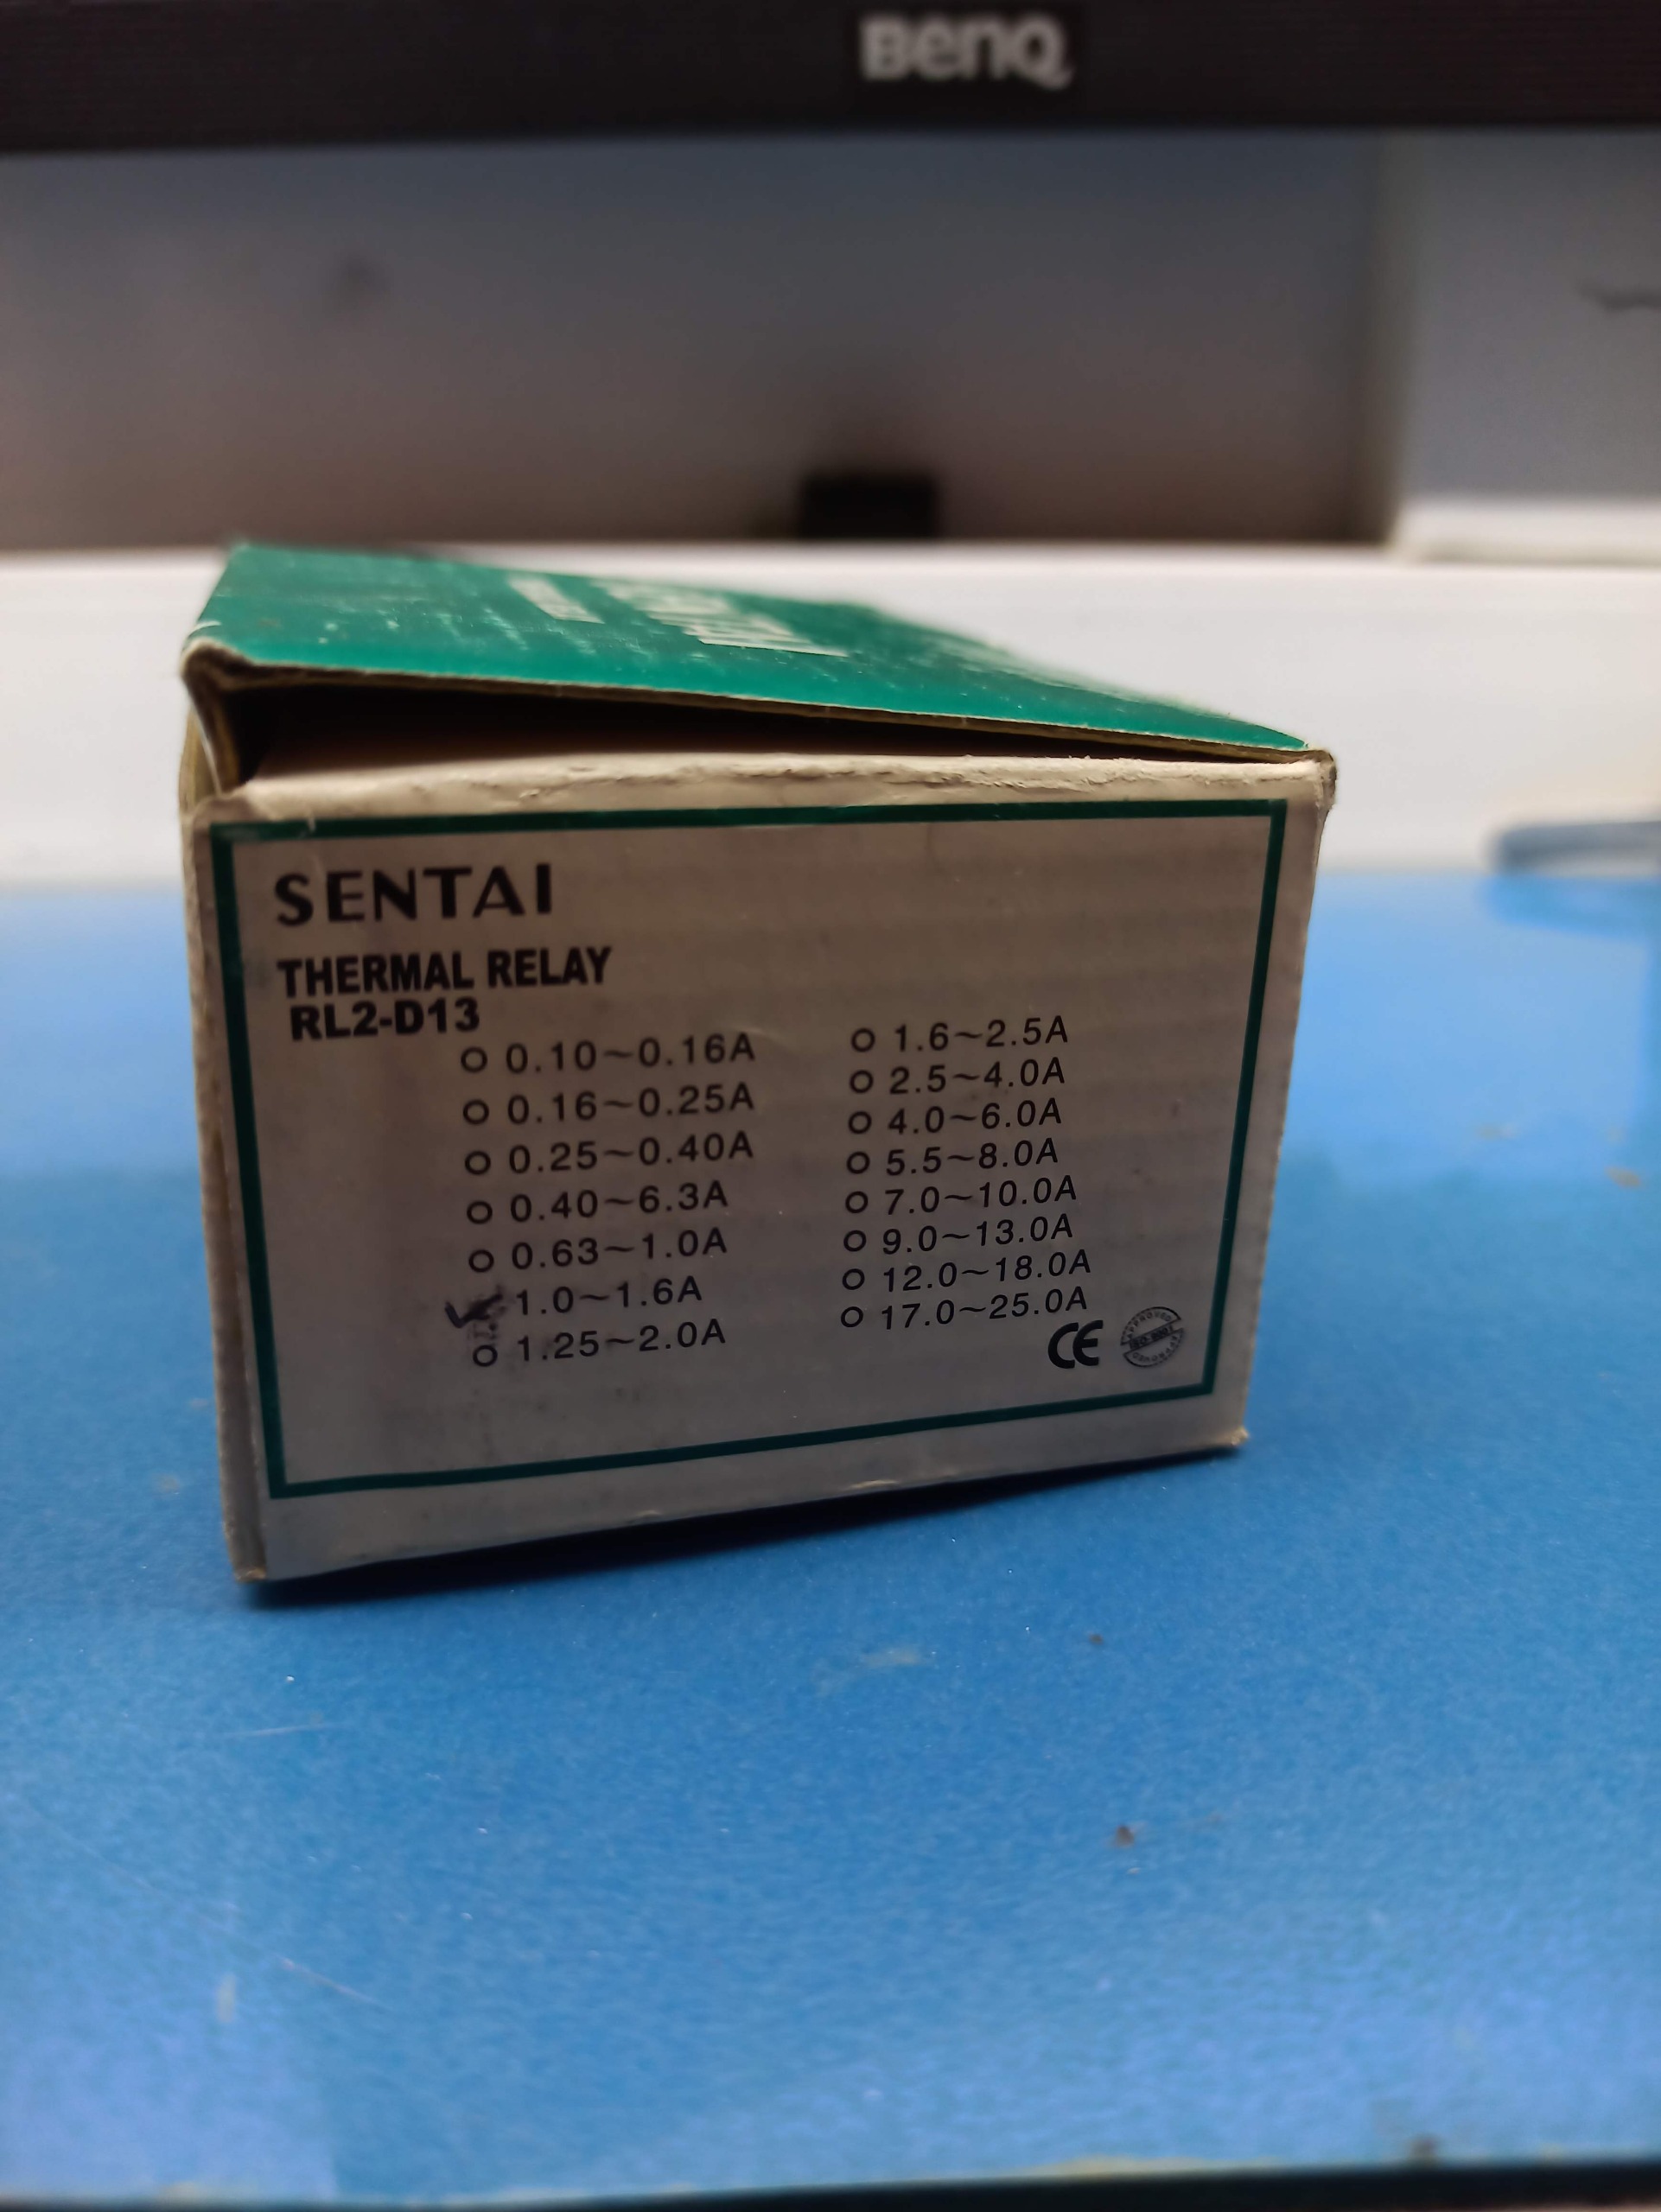 BenQ
SENTAI
THERMAL RELAY
RL2-D13
0.10~0.16A
0.16~0.25A
0.25~0.40A
0.40~6.3A
0.63~1.0A
1.0~1.6A
1.25~2.0A
1.6~2.5A
2.5~4.0A
4.0~6.0A
5.5~8.0A
7.0~10.0A
9.0~13.0A
12.0~18.0A
17.0~25.0A
CE
APPROVED